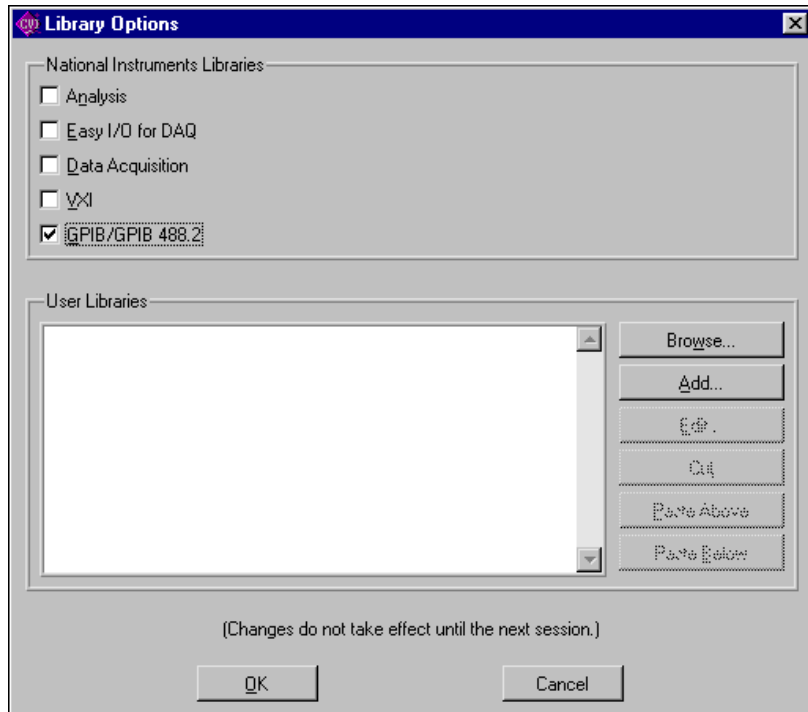 CVI Library Options
National Instruments Libraries
Analysis
Easy I/O for DAQ
Data Acquisition
VXI
GPIB/GPIB 488.2
User Libraries
Browse...
Add...
Edit...
Cut
Paste Above
Paste Below
(Changes do not take effect until the next session.)
OK
Cancel